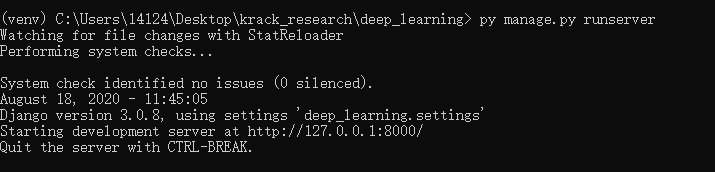 (venv) C:\Users\14124\Desktop\krack_research\deep_learning> py manage.py runserver
Watching for file changes with StatReloader
Performing system checks...
System check identified no issues (0 silenced).
August 18, 2020 - 11:45:05
Django version 3.0.8, using settings 'deep_learning.settings'
Starting development server at http://127.0.0.1:8000/
Quit the server with CTRL-BREAK.